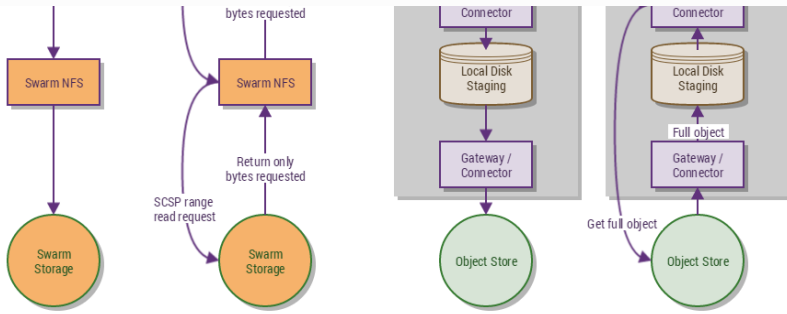 bytes requested
Connector
Connector
Swarm NFS
Swarm NFS
Local Disk
Staging
Local Disk
Staging
Full object
Return only
bytes requested
Gateway /
Connector
Gateway /
Connector
SCSP range
read request
Get full object
Swarm
Storage
Swarm
Storage
Object Store
Object Store